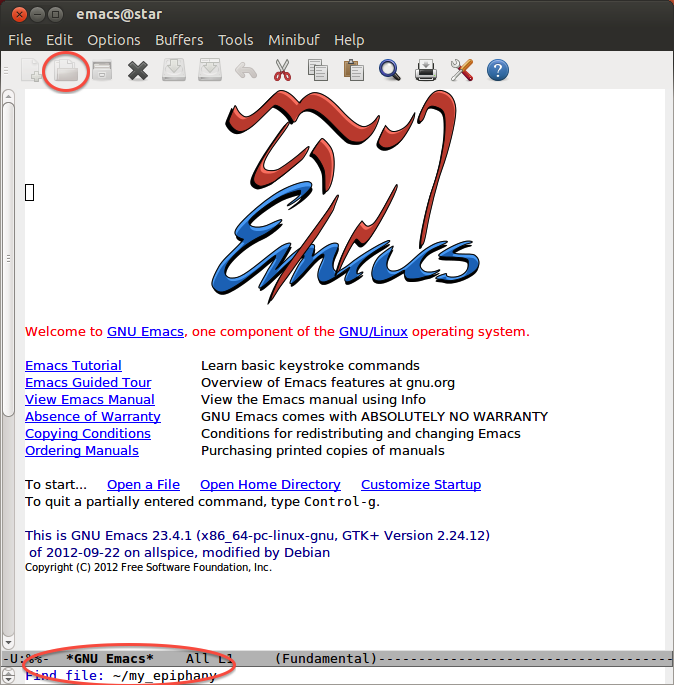 emacs@star
File Edit Options Buffers Tools Minibuf Help
Emacs
Welcome to GNU Emacs, one component of the GNU/Linux operating system.
Emacs Tutorial Learn basic keystroke commands
Emacs Guided Tour Overview of Emacs features at gnu.org
View Emacs Manual View the Emacs manual using Info
Absence of Warranty GNU Emacs comes with ABSOLUTELY NO WARRANTY
Copying Conditions Conditions for redistributing and changing Emacs
Ordering Manuals Purchasing printed copies of manuals
To start... Open a File Open Home Directory Customize Startup
To quit a partially entered command, type Control-g.
This is GNU Emacs 23.4.1 (x86_64-pc-linux-gnu, GTK+ Version 2.24.12)
of 2012-09-22 on allspice, modified by Debian
Copyright (C) 2012 Free Software Foundation, Inc.
-U:%%- *GNU Emacs* All L1 (Fundamental)-----------------------------------
Find file: ~/my_epiphany